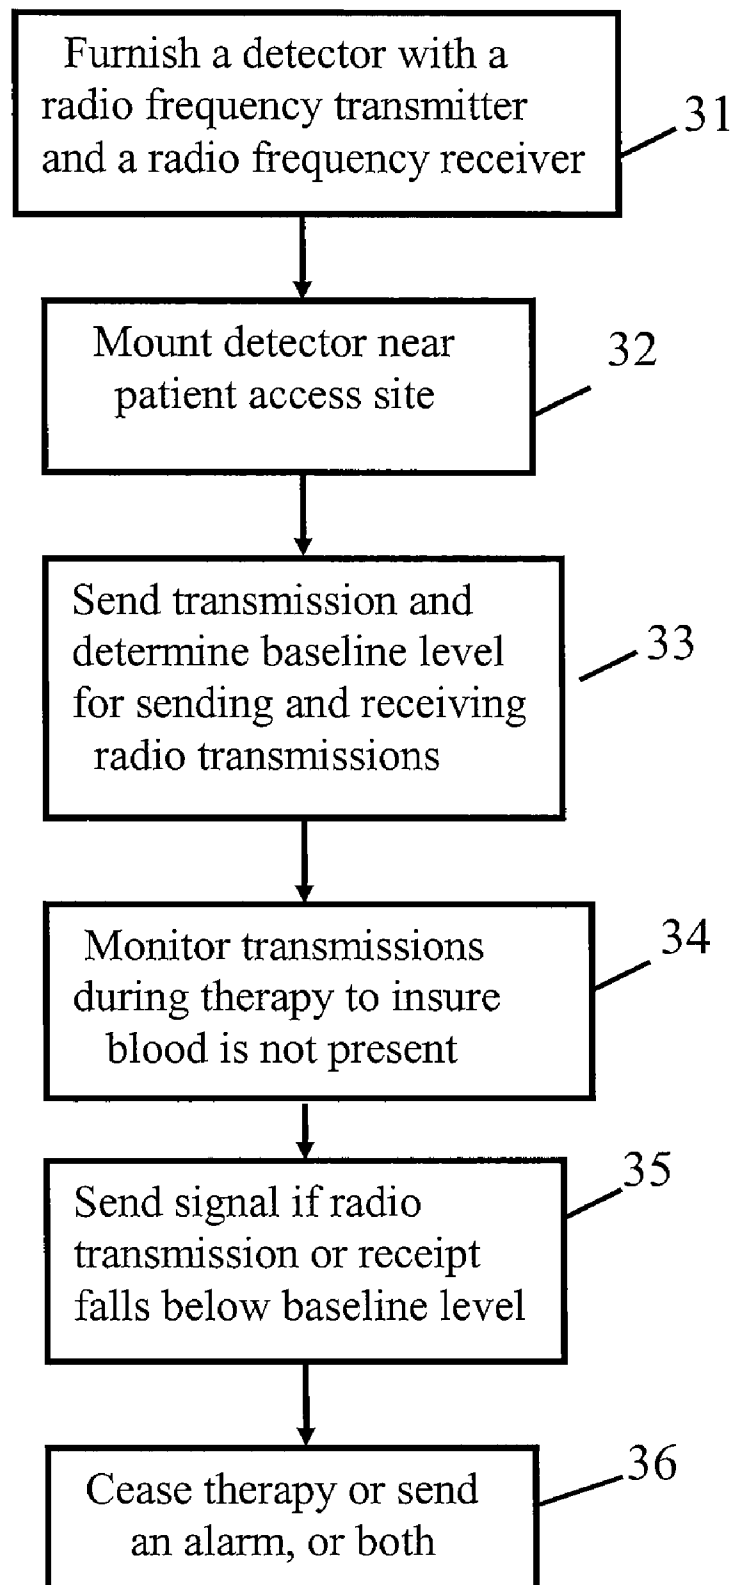 Furnish a detector with a
radio frequency transmitter
and a radio frequency receiver
31
Mount detector near
patient access site
32
Send transmission and
determine baseline level
for sending and receiving
radio transmissions
33
Monitor transmissions
during therapy to insure
blood is not present
34
Send signal if radio
transmission or receipt
falls below baseline level
35
Cease therapy or send
an alarm, or both
36